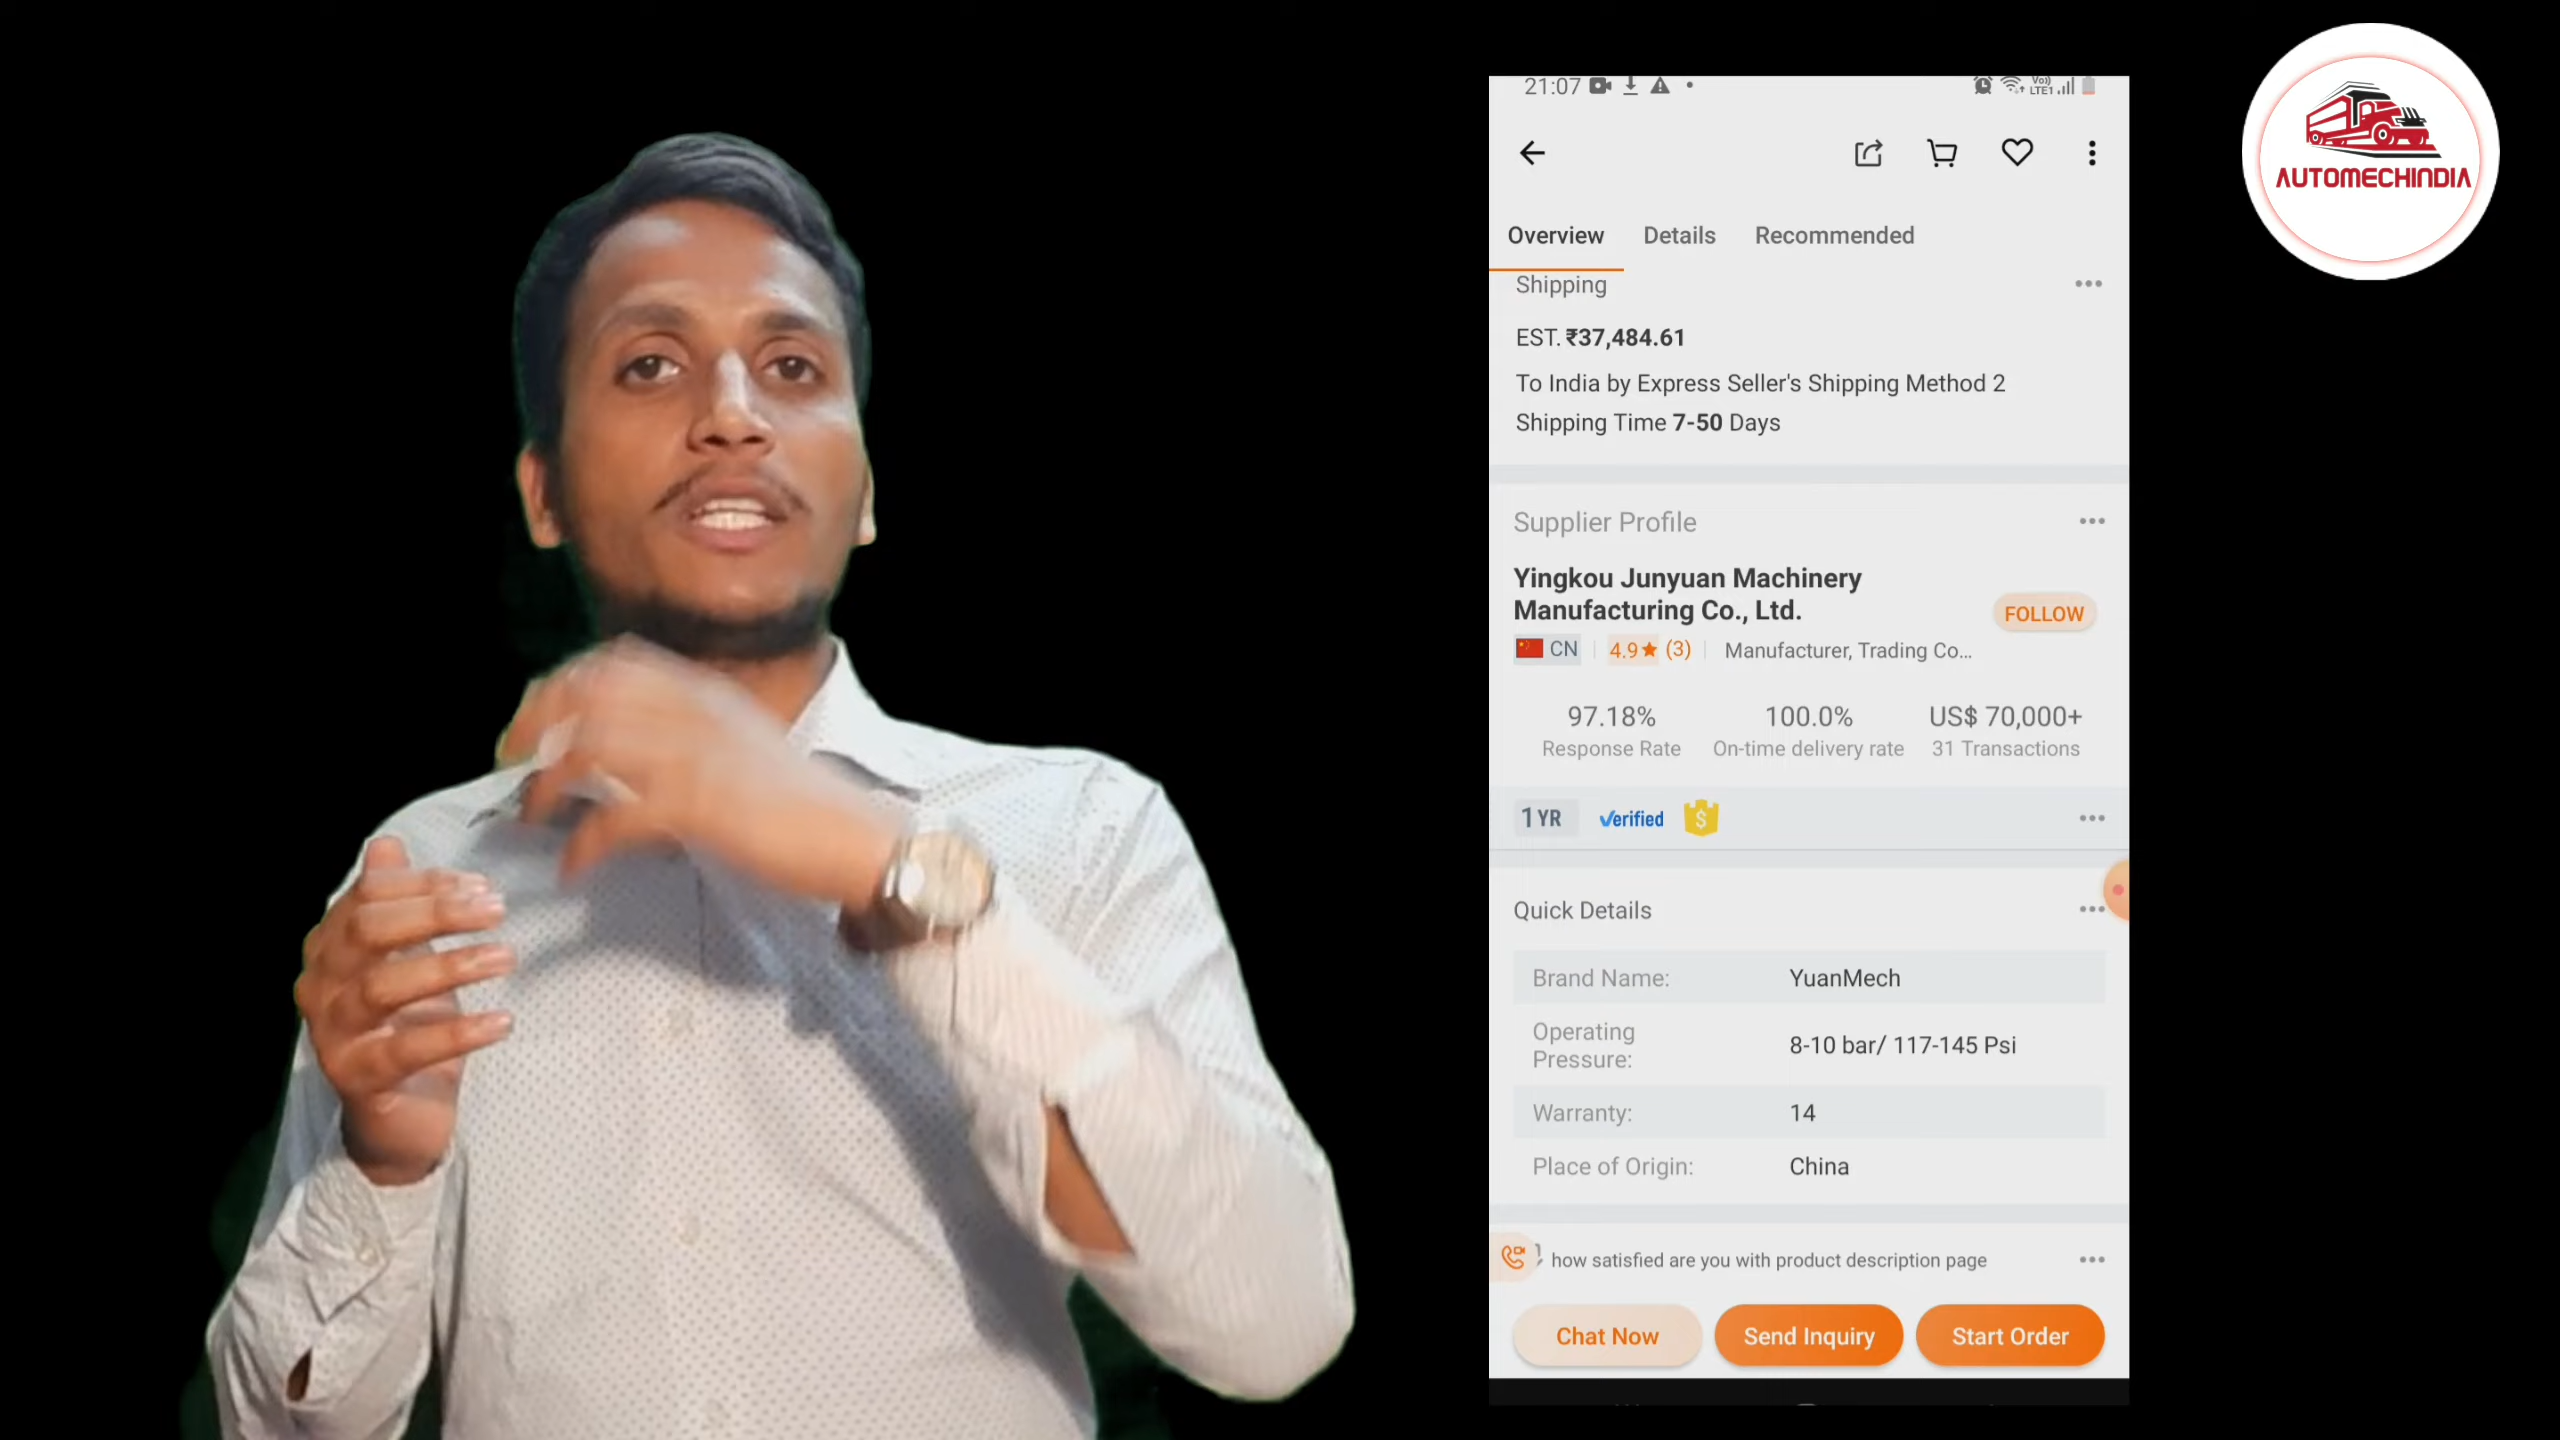 21:07
Vo))
LTE1
AUTOMECHINDIA
Overview Details Recommended
Shipping
EST. ₹37,484.61
To India by Express Seller's Shipping Method 2
Shipping Time 7-50 Days
Supplier Profile
Yingkou Junyuan Machinery
Manufacturing Co., Ltd.
FOLLOW
CN 4.9★ (3) Manufacturer, Trading Co...
97.18% 100.0% US$ 70,000+
Response Rate On-time delivery rate 31 Transactions
1 YR Verified $
Quick Details
Brand Name: YuanMech
Operating
Pressure: 8-10 bar/ 117-145 Psi
Warranty: 14
Place of Origin: China
how satisfied are you with product description page
Chat Now Send Inquiry Start Order